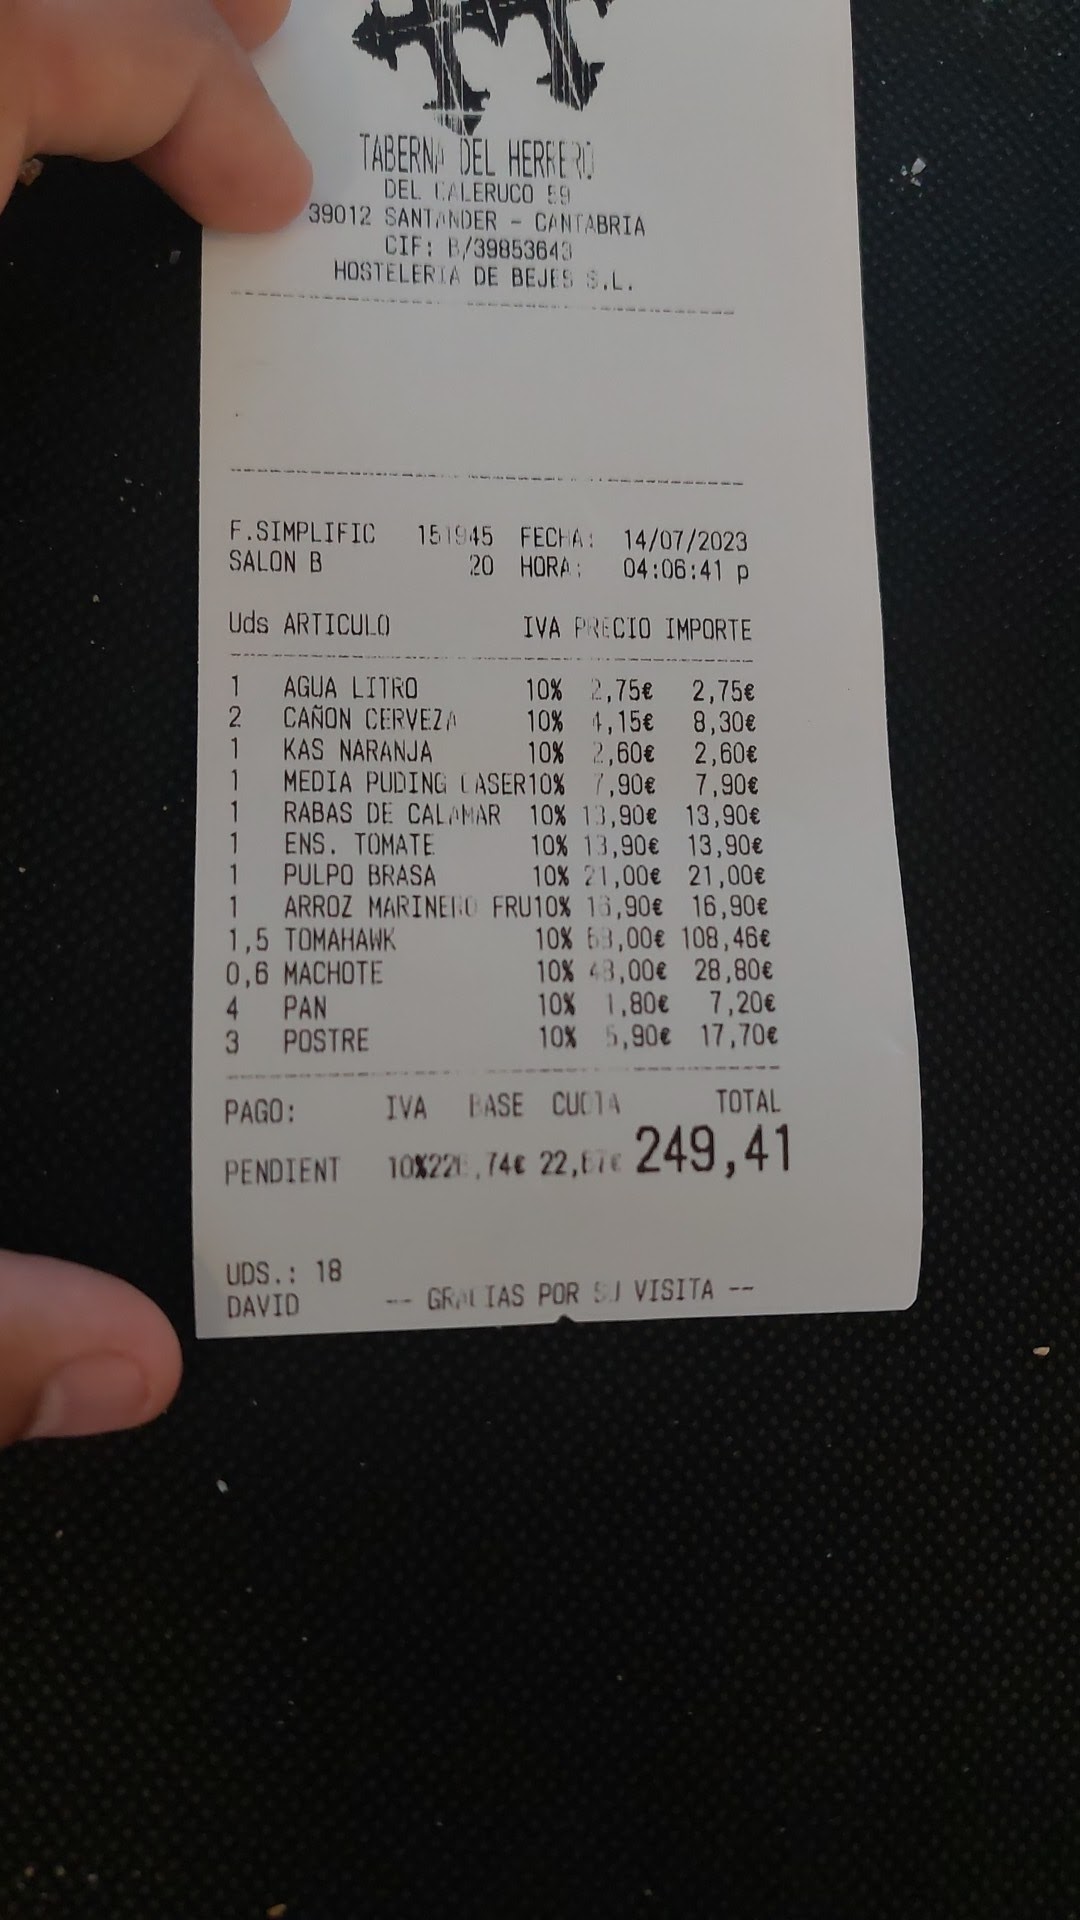 TABERNA DEL HERRERO
DEL CALERUCO 59
39012 SANTANDER - CANTABRIA
CIF: B/39853643
HOSTELERIA DE BEJES S.L.
F.SIMPLIFIC 151945 FECHA: 14/07/2023
SALON B 20 HORA: 04:06:41 p
Uds ARTICULO IVA PRECIO IMPORTE
1 AGUA LITRO 10% 2,75€ 2,75€
2 CAÑON CERVEZA 10% 4,15€ 8,30€
1 KAS NARANJA 10% 2,60€ 2,60€
1 MEDIA PUDING CASER10% 7,90€ 7,90€
1 RABAS DE CALAMAR 10% 13,90€ 13,90€
1 ENS. TOMATE 10% 13,90€ 13,90€
1 PULPO BRASA 10% 21,00€ 21,00€
1 ARROZ MARINERO FRU10% 16,90€ 16,90€
1,5 TOMAHAWK 10% 108,46€
0,6 MACHOTE 10% 48,00€ 28,80€
4 PAN 10% 1,80€ 7,20€
3 POSTRE 10% 5,90€ 17,70€
PAGO: IVA BASE CUOTA TOTAL
PENDIENT 10%226,74€ 22,67€ 249,41
UDS.: 18
DAVID -- GRACIAS POR SU VISITA --